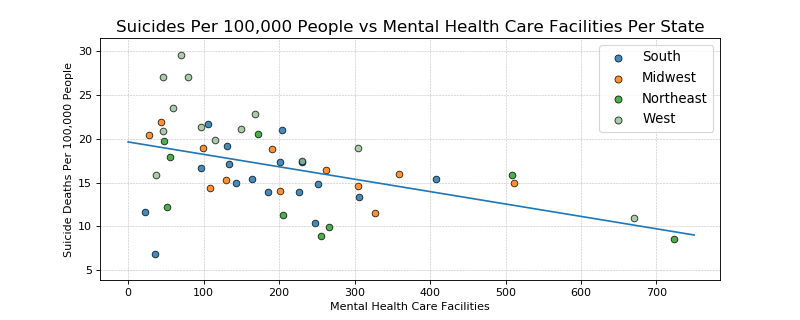 Suicides Per 100,000 People vs Mental Health Care Facilities Per State
30
25
20
15
10
5
Suicide Deaths Per 100,000 People
South
Midwest
Northeast
West
0 100 200 300 400 500 600 700
Mental Health Care Facilities